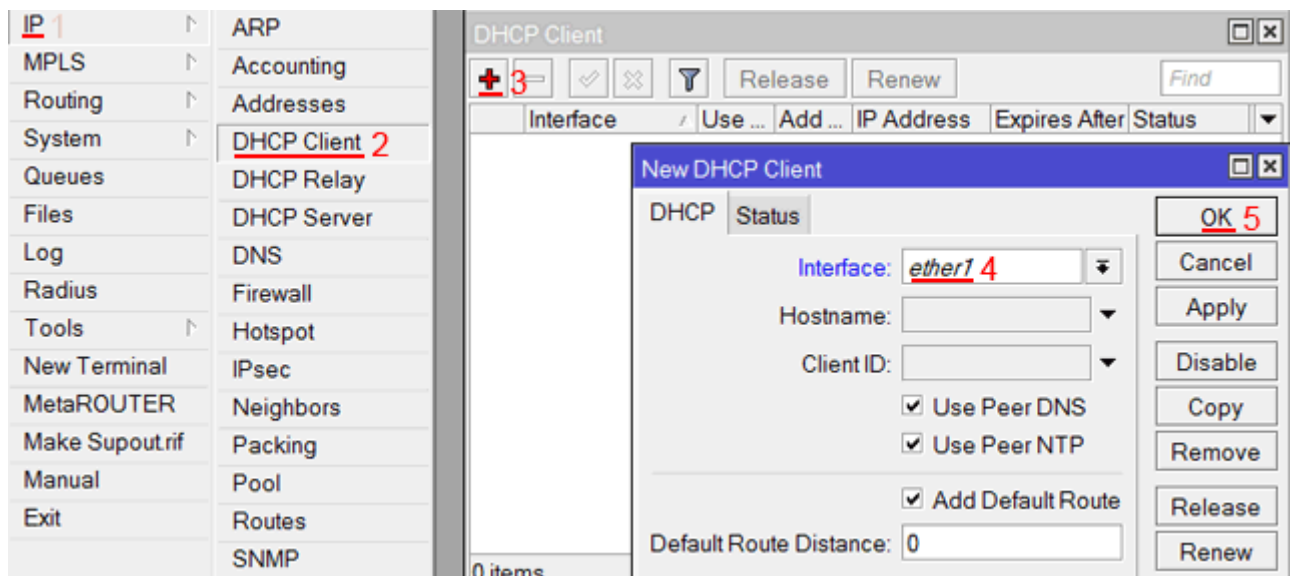 IP 1
MPLS
Routing
System
Queues
Files
Log
Radius
Tools
New Terminal
MetaROUTER
Make Supout.rif
Manual
Exit
ARP
Accounting
Addresses
DHCP Client 2
DHCP Relay
DHCP Server
DNS
Firewall
Hotspot
IPsec
Neighbors
Packing
Pool
Routes
SNMP
DHCP Client
3 Release Renew Find
Interface Use ... Add ... IP Address Expires After Status
New DHCP Client
DHCP Status
Interface: ether1 4
Hostname:
Client ID:
Use Peer DNS
Use Peer NTP
Add Default Route
Default Route Distance: 0
OK 5
Cancel
Apply
Disable
Copy
Remove
Release
Renew
0 items